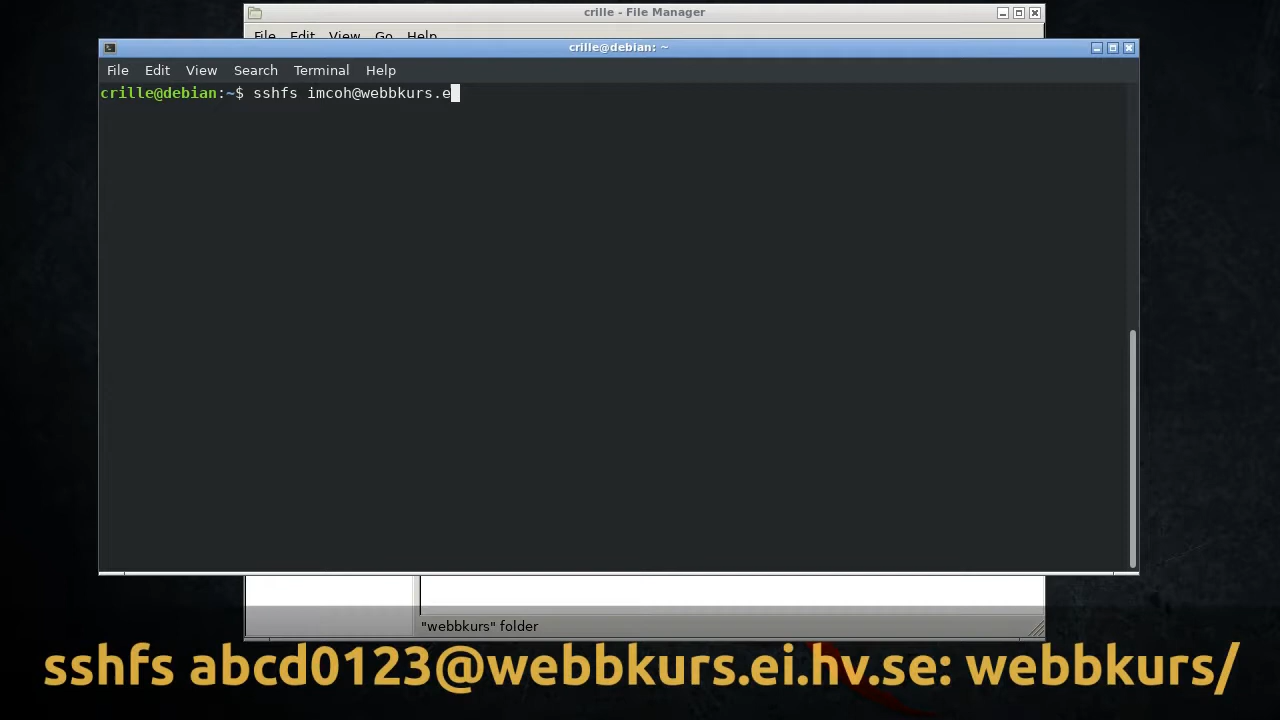 crille - File Manager
File Edit View Go Help
crille@debian: ~
File Edit View Search Terminal Help
crille@debian:~$ sshfs imcoh@webbkurs.e
"webbkurs" folder
sshfs abcd0123@webbkurs.ei.hv.se: webbkurs/